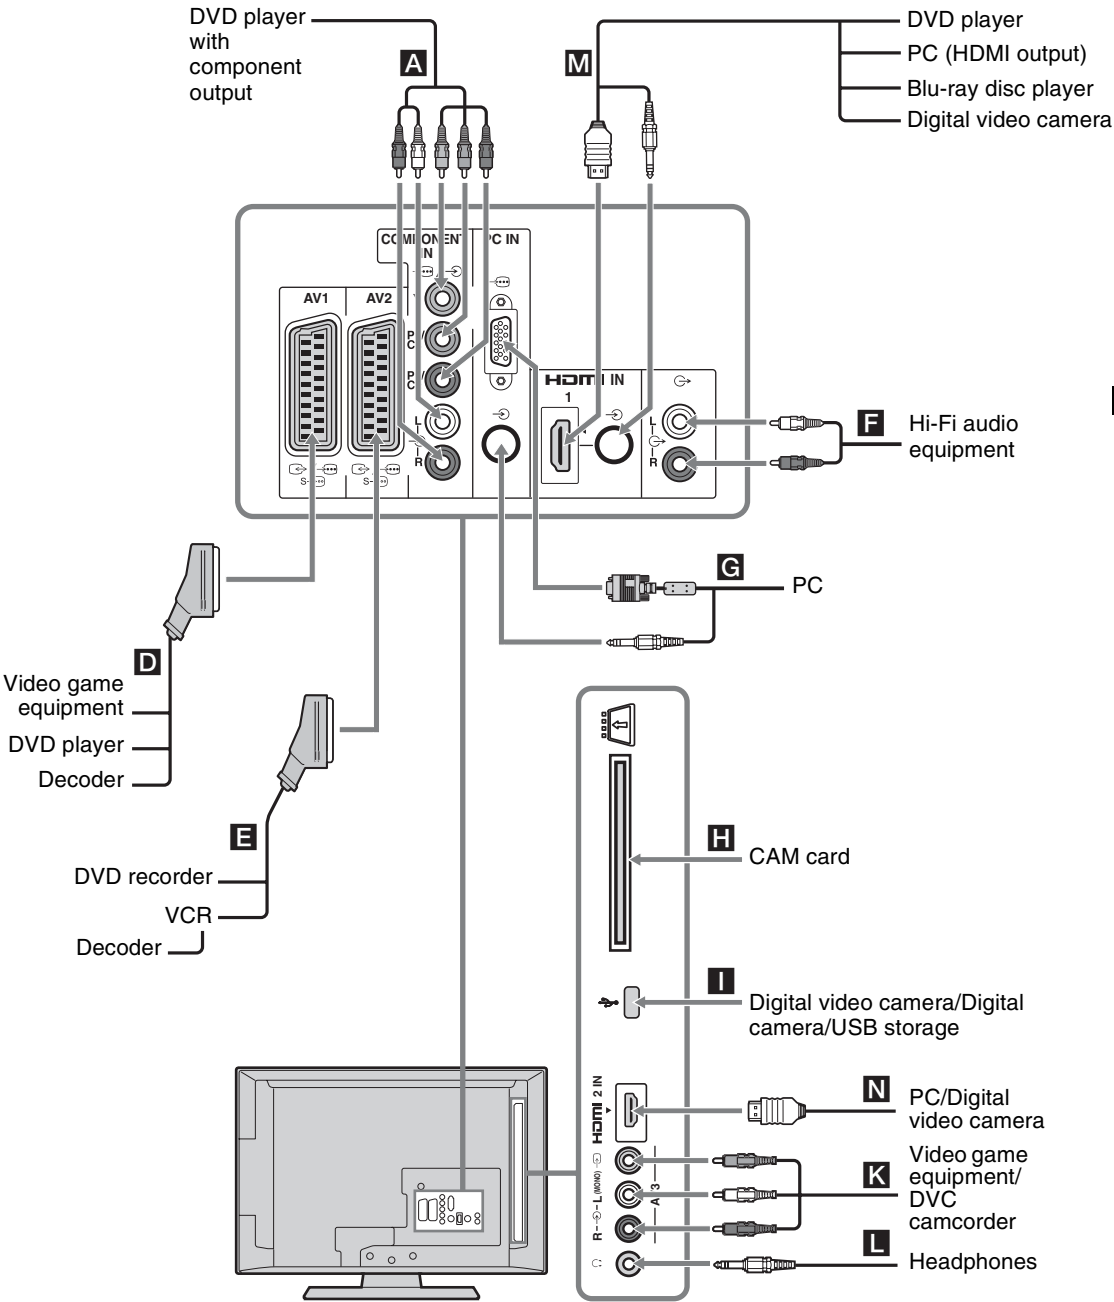 DVD player
with
component
output
A
M
DVD player
PC (HDMI output)
Blu-ray disc player
Digital video camera
COMPONENT
IN
PC IN
AV1
AV2
HDMI IN
1
L
R
L
R
S
S
F
Hi-Fi audio
equipment
G
PC
D
Video game
equipment
DVD player
Decoder
E
DVD recorder
VCR
Decoder
H
CAM card
I
Digital video camera/Digital
camera/USB storage
HDMI 2 IN
N
PC/Digital
video camera
R
L (MONO)
K
Video game
equipment/
DVC
camcorder
L
Headphones